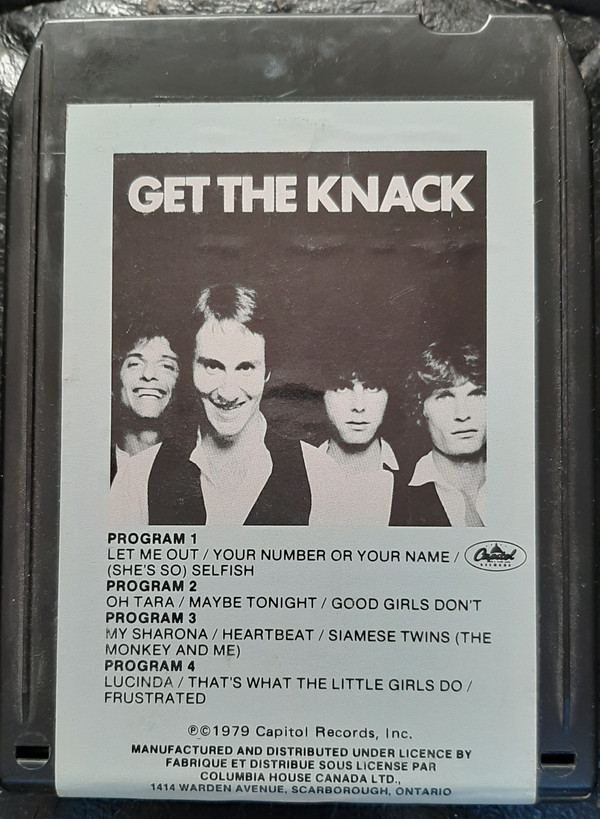 GET THE KNACK
PROGRAM 1
LET ME OUT / YOUR NUMBER OR YOUR NAME /
(SHE'S SO) SELFISH
Capitol
RECORDS
PROGRAM 2
OH TARA / MAYBE TONIGHT / GOOD GIRLS DON'T
PROGRAM 3
MY SHARONA / HEARTBEAT / SIAMESE TWINS (THE
MONKEY AND ME)
PROGRAM 4
LUCINDA / THAT'S WHAT THE LITTLE GIRLS DO /
FRUSTRATED
℗©1979 Capitol Records, Inc.
MANUFACTURED AND DISTRIBUTED UNDER LICENCE BY
FABRIQUE ET DISTRIBUE SOUS LICENSE PAR
COLUMBIA HOUSE CANADA LTD.,
1414 WARDEN AVENUE, SCARBOROUGH, ONTARIO